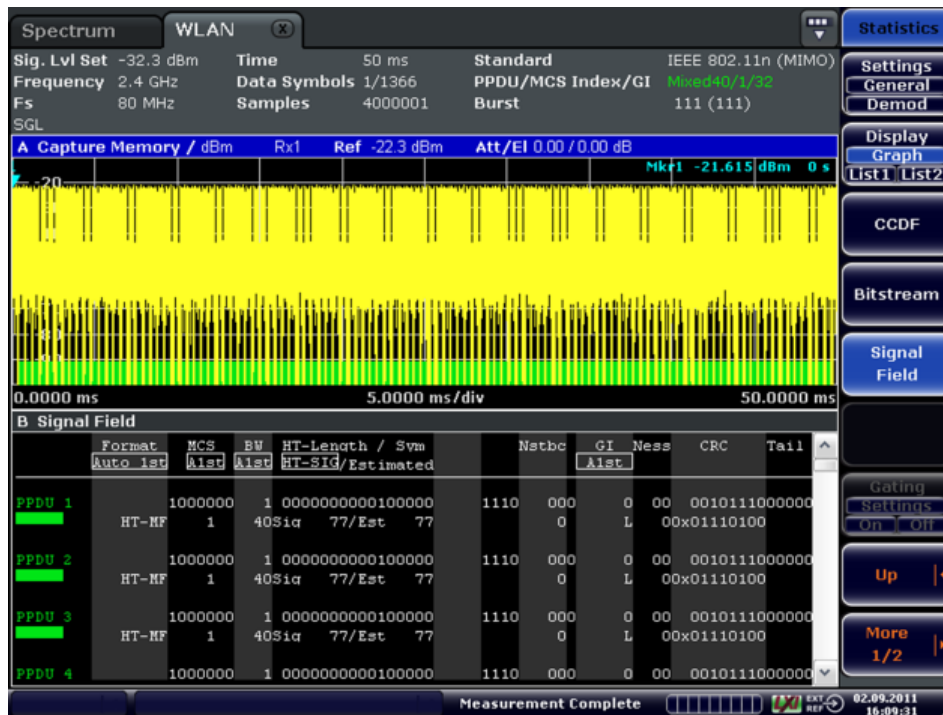 Spectrum WLAN X
Sig. Lvl Set -32.3 dBm Time 50 ms Standard IEEE 802.11n (MIMO)
Frequency 2.4 GHz Data Symbols 1/1366 PPDU/MCS Index/GI Mixed40/1/32
Fs 80 MHz Samples 4000001 Burst 111 (111)
SGL
A Capture Memory / dBm Rx1 Ref -22.3 dBm Att/El 0.00 / 0.00 dB
Mkr1 -21.615 dBm 0 s
-20
0.0000 ms 5.0000 ms/div 50.0000 ms
B Signal Field
Format MCS BW HT-Length / Sym Nstbc GI Ness CRC Tail
Auto 1st A1st A1st HT-SIG/Estimated A1st
PPDU 1 1000000 1 0000000000100000 1110 000 0 00 0010111000000
HT-MF 1 40Sig 77/Est 77 0 L 00x01110100
PPDU 2 1000000 1 0000000000100000 1110 000 0 00 0010111000000
HT-MF 1 40Sig 77/Est 77 0 L 00x01110100
PPDU 3 1000000 1 0000000000100000 1110 000 0 00 0010111000000
HT-MF 1 40Sig 77/Est 77 0 L 00x01110100
PPDU 4 1000000 1 0000000000100000 1110 000 0 00 0010111000000
Measurement Complete LXI EXT REF 02.09.2011
16:09:31
Statistics
Settings
General
Demod
Display
Graph
List1 List2
CCDF
Bitstream
Signal
Field
Gating
Settings
On Off
Up
More
1/2